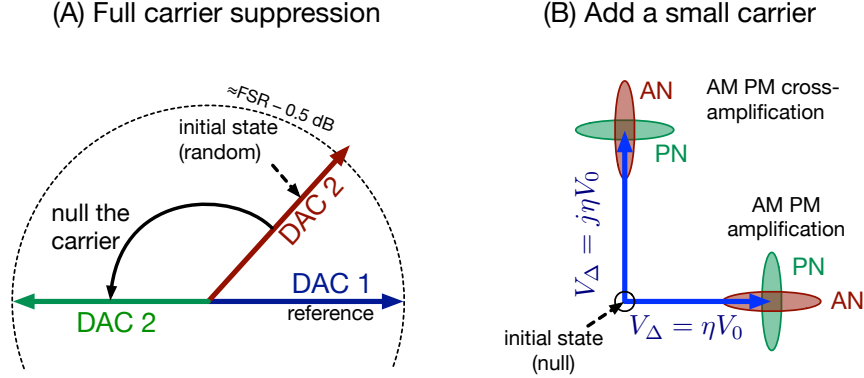 (A) Full carrier suppression
≈FSR – 0.5 dB
initial state
(random)
DAC 2
null the
carrier
DAC 1
reference
DAC 2
(B) Add a small carrier
AN
PN
AM PM cross-
amplification
V_Δ = jηV_0
AM PM
amplification
PN
AN
initial state
(null)
V_Δ = ηV_0